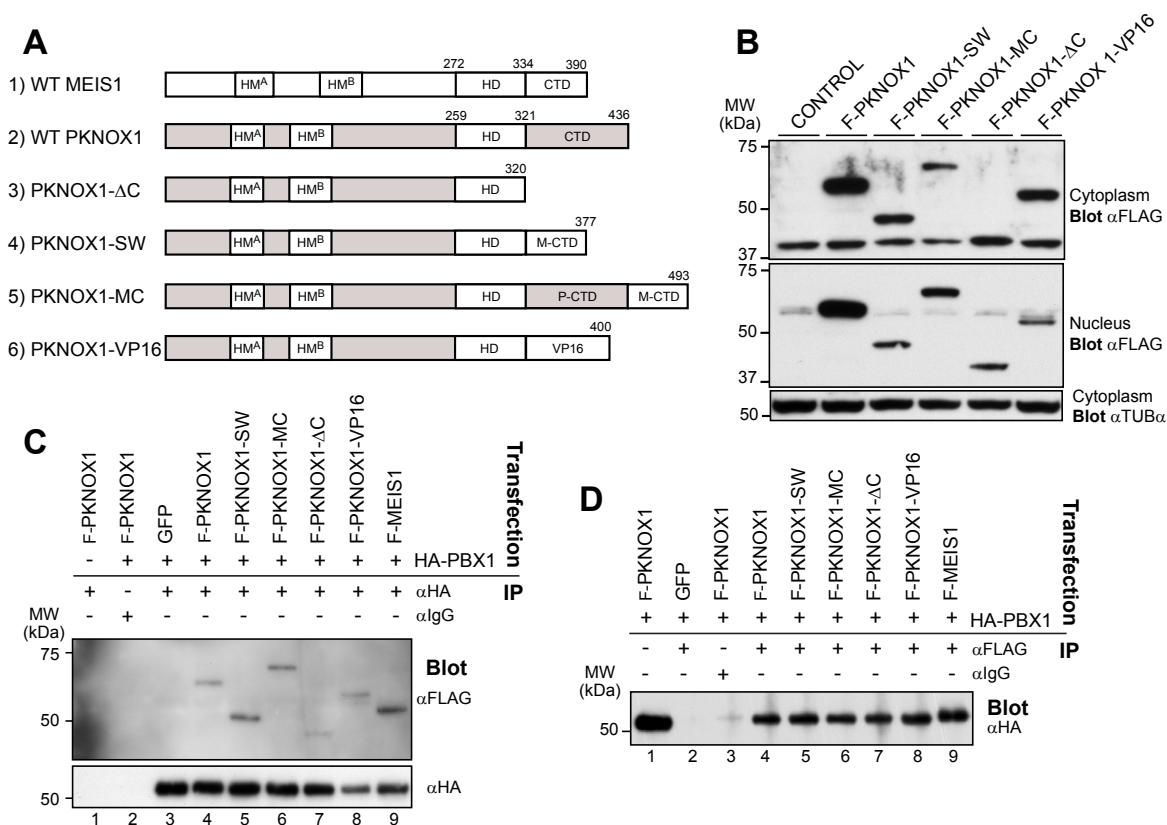 A
272 334 390
1) WT MEIS1 HMA HMB HD CTD
259 321 436
2) WT PKNOX1 HMA HMB HD CTD
320
3) PKNOX1-ΔC HMA HMB HD
377
4) PKNOX1-SW HMA HMB HD M-CTD
493
5) PKNOX1-MC HMA HMB HD P-CTD M-CTD
400
6) PKNOX1-VP16 HMA HMB HD VP16
B
MW
(kDa)
CONTROL
F-PKNOX1
F-PKNOX1-SW
F-PKNOX1-MC
F-PKNOX1-ΔC
F-PKNOX 1-VP16
75
50
37
Cytoplasm
Blot αFLAG
75
50
37
Nucleus
Blot αFLAG
50
Cytoplasm
Blot αTUBα
C
F-PKNOX1
F-PKNOX1
GFP
F-PKNOX1
F-PKNOX1-SW
F-PKNOX1-MC
F-PKNOX1-ΔC
F-PKNOX1-VP16
F-MEIS1
Transfection
- + + + + + + + + HA-PBX1
+ - + + + + + + + αHA IP
- + - - - - - - - αIgG
MW
(kDa)
75
50
Blot
αFLAG
50
αHA
1 2 3 4 5 6 7 8 9
D
F-PKNOX1
GFP
F-PKNOX1
F-PKNOX1
F-PKNOX1-SW
F-PKNOX1-MC
F-PKNOX1-ΔC
F-PKNOX1-VP16
F-MEIS1
Transfection
+ + + + + + + + + HA-PBX1
- + - + + + + + + αFLAG IP
- - + - - - - - - αIgG
MW
(kDa)
50
Blot
αHA
1 2 3 4 5 6 7 8 9